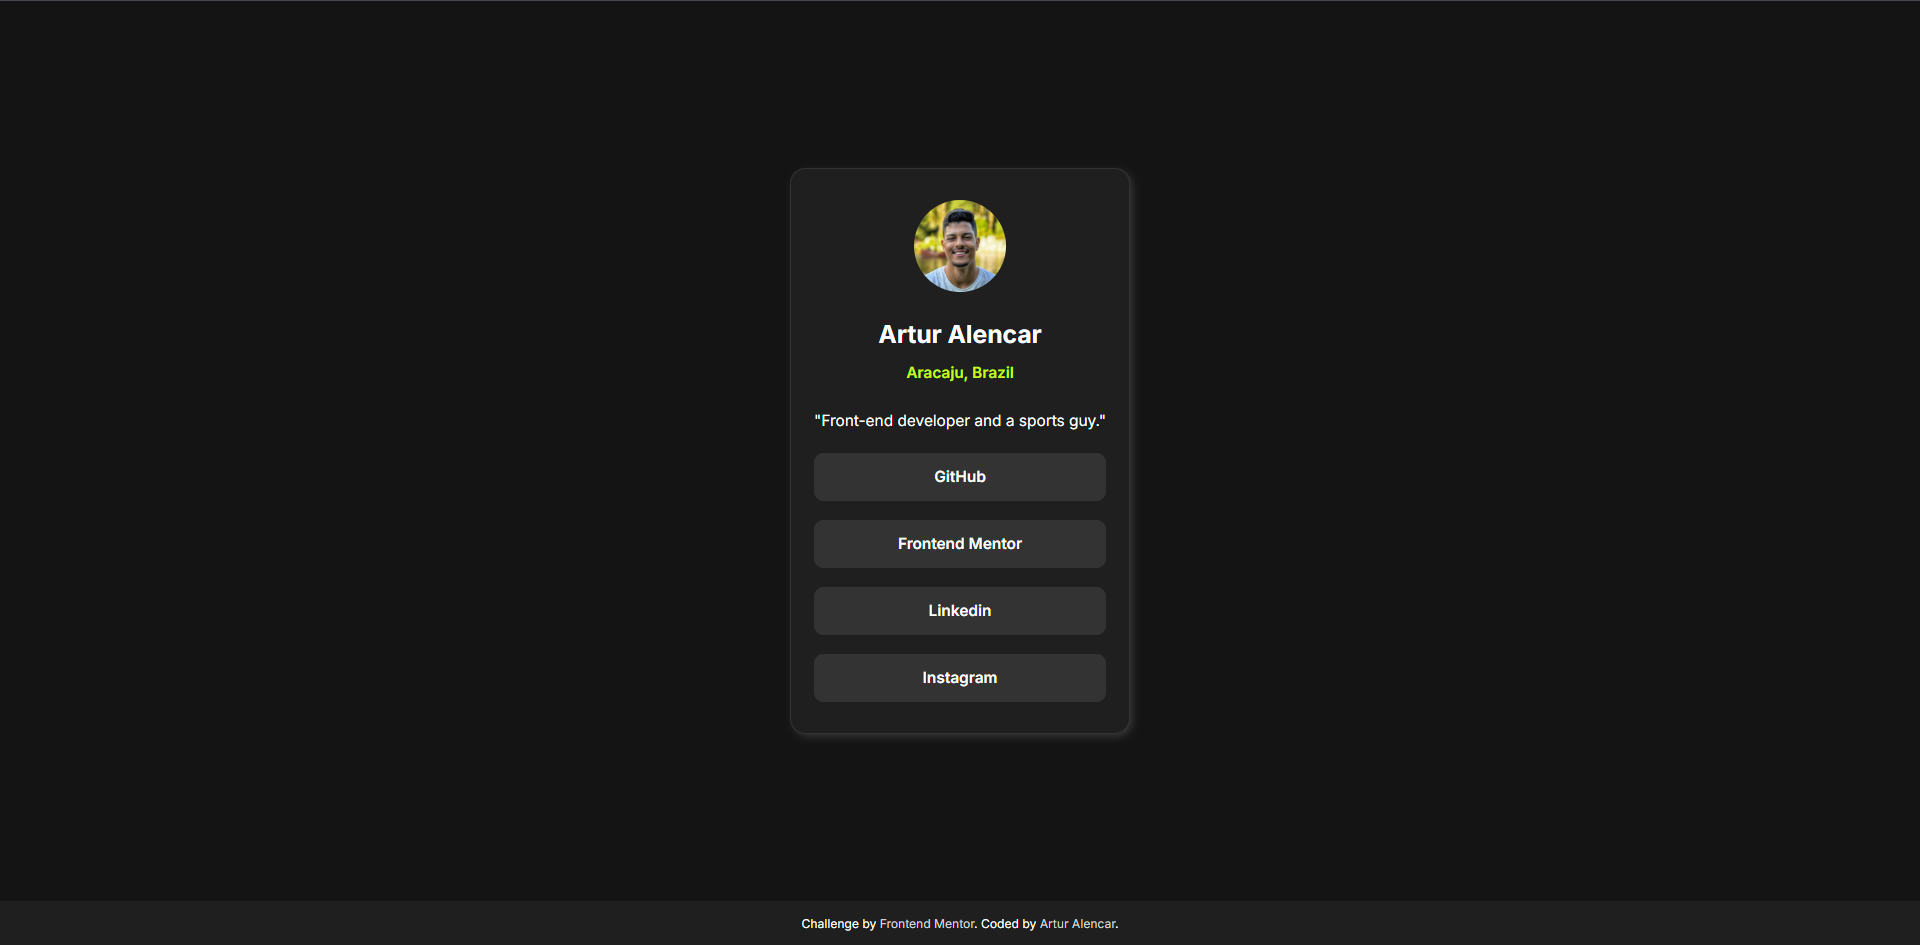 Artur Alencar
Aracaju, Brazil
"Front-end developer and a sports guy."
GitHub
Frontend Mentor
Linkedin
Instagram
Challenge by Frontend Mentor. Coded by Artur Alencar.